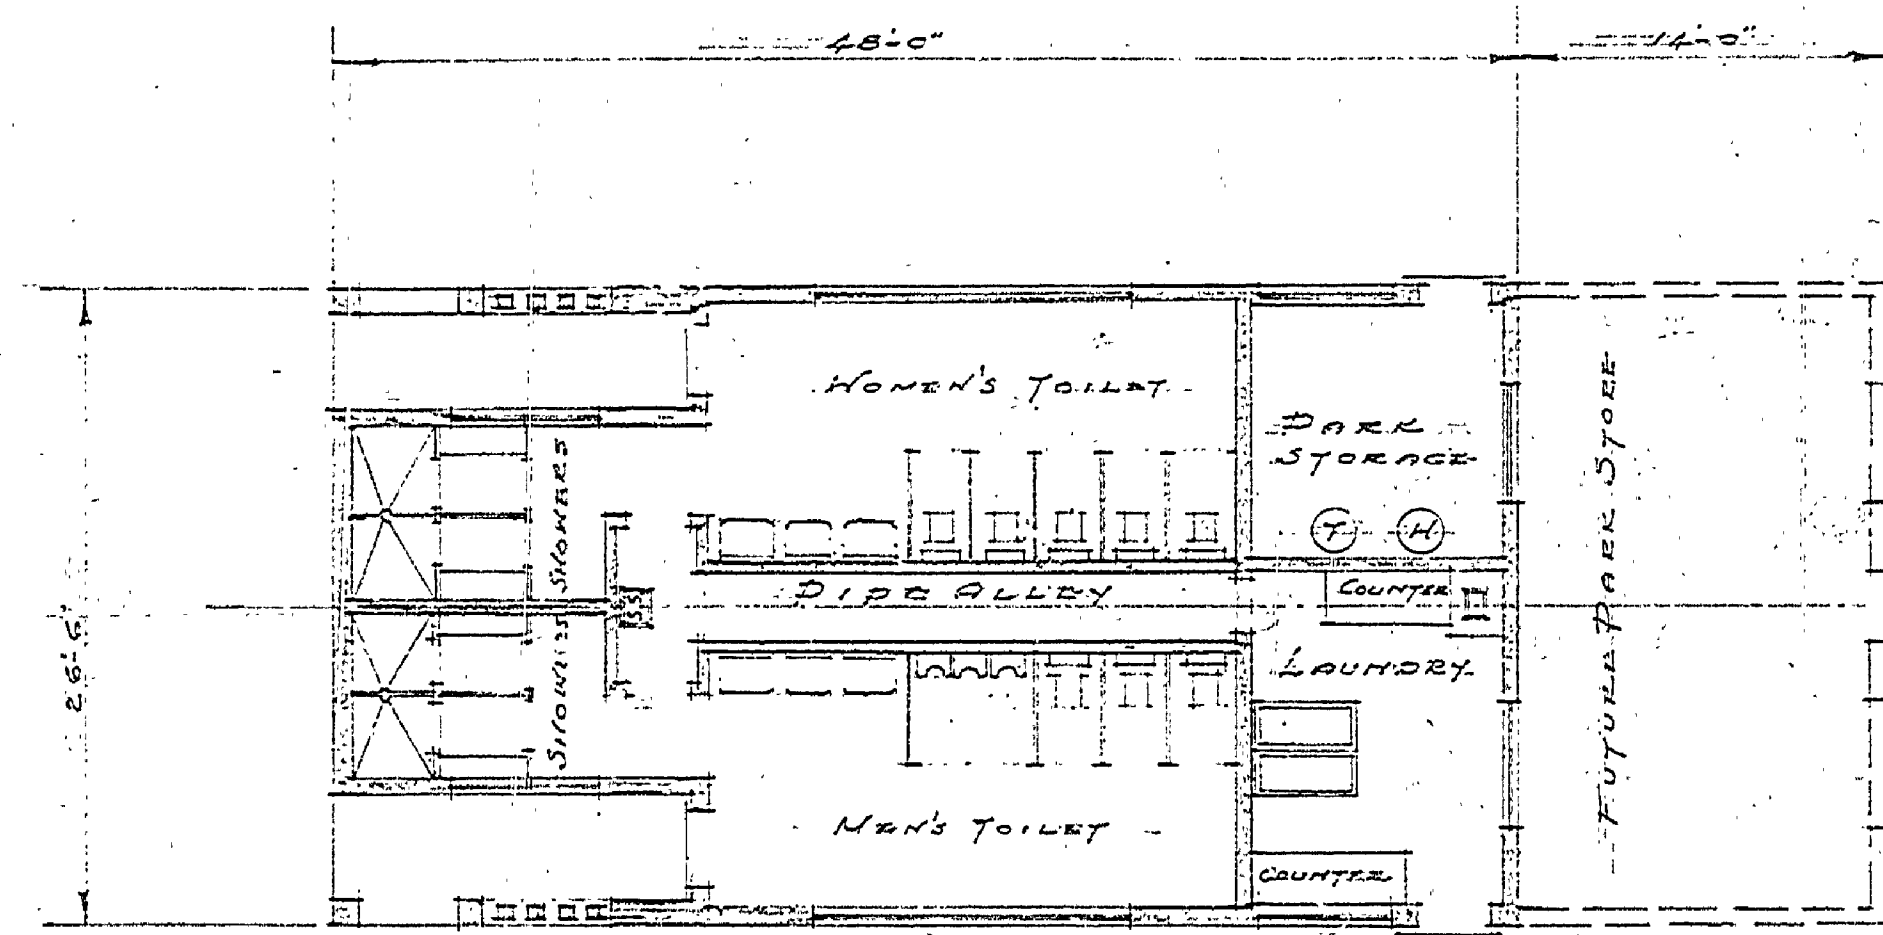 48'-0"
14'-0"
26'-6"
WOMEN'S TOILET
PARK
STORAGE
T
H
SHOWERS
SHOWERS
SS
PIPE ALLEY
COUNTER
LAUNDRY
MEN'S TOILET
COUNTER
FUTURE PARK STORE